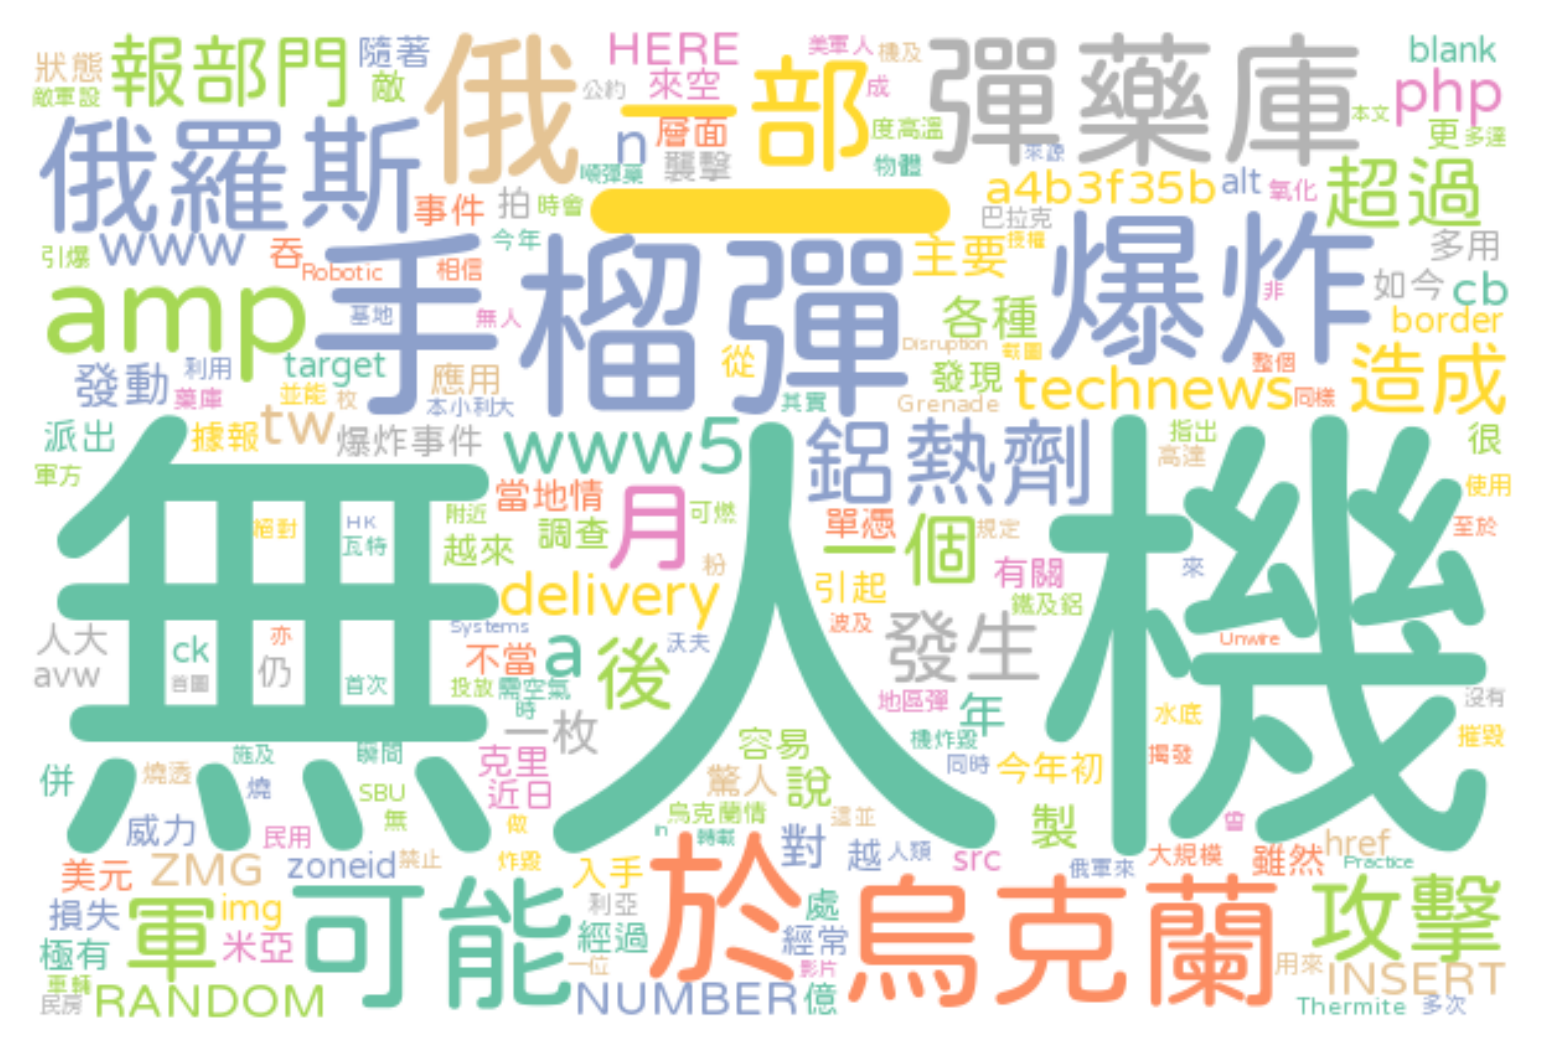 狀態 報部門 隨著 俄 HERE 美軍人 機及 彈藥庫 blank
敵軍設 敵 公約 來空 一部 成 本文 php
俄羅斯 n 層面 度高溫 來源 更 多達
順彈藥 襲擊 物體 a4b3f35b alt 氧化 超過
事件 拍 時會 一 巴拉克 授權
引爆 www 吞 今年 主要 爆炸 多用
Robotic 相信 手榴彈 非 如今 cb
amp 基地 無人 各種 border
Disruption 截圖
發動 利用 target 從 發現 整個 造成
藥庫 並能 枚 應用 本小利大 其實 Grenade technews 同樣
派出 據報 tw 爆炸事件 www5 鋁熱劑 指出 很
軍方 高達 使用
無人機
當地情 月 可燃 單憑 至於
絕對 HK 附近 調查 一個 規定
瓦特 越來 粉 有關 來
delivery 引起 鐵及鋁
人大 亦 Systems 波及 Unwire
ck 不當 a 沃夫 發生
avw 首圖 仍 首次 投放 需空氣 後 地區彈 年 沒有
時 一枚 機炸毀 水底 摧毀
施及 瞬間 容易 同時 今年初 揭發
併 燒透 燒 SBU 克里 近日 驚人 說
威力 無 民用 做 烏克蘭情 這並 製 曾
in 轉載 對 越 人類 src href
美元 ZMG zoneid 禁止 炸毀 入手 俄軍來 大規模 雖然 Practice
損失 img 軍 可能 利亞 於 處 烏克蘭 攻擊
極有 米亞 經過 經常
車輛 一位 影片 用來 INSERT
民房 RANDOM NUMBER 億 Thermite 多次